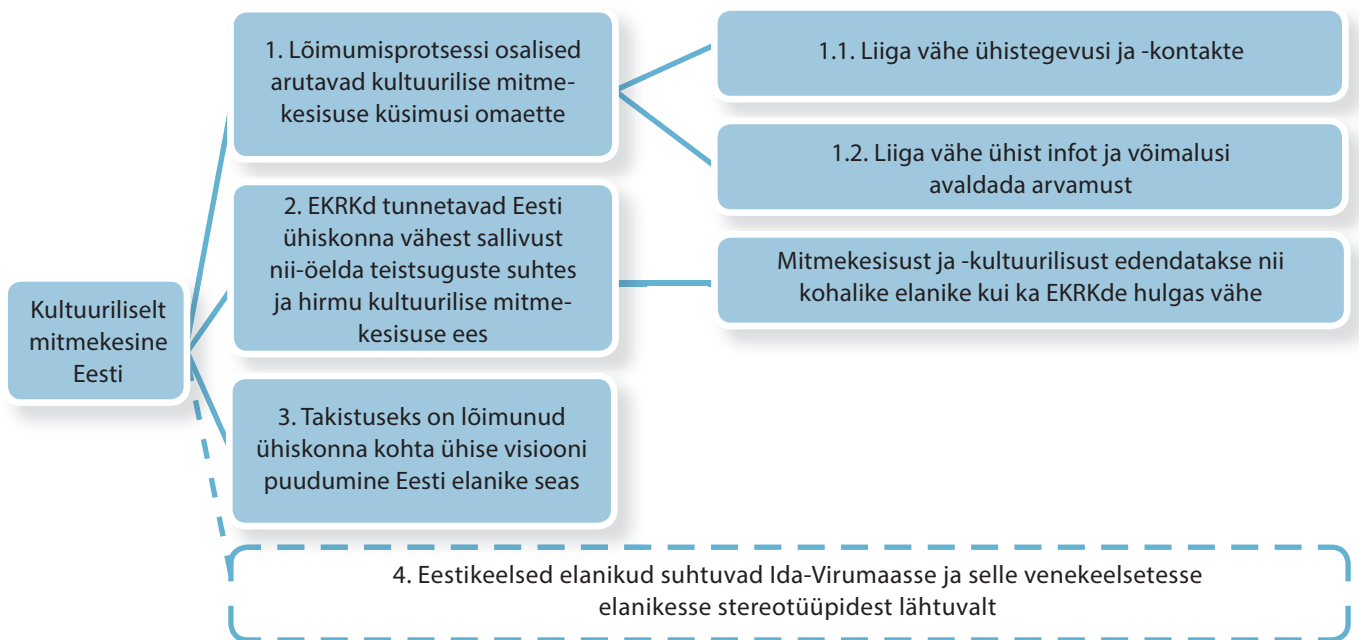 Kultuuriliselt
mitmekesine
Eesti
1. Lõimumisprotsessi osalised
arutavad kultuurilise mitme-
kesisuse küsimusi omaette
1.1. Liiga vähe ühistegevusi ja -kontakte
1.2. Liiga vähe ühist infot ja võimalusi
avaldada arvamust
2. EKRKd tunnetavad Eesti
ühiskonna vähest sallivust
nii-öelda teistsuguste suhtes
ja hirmu kultuurilise mitme-
kesisuse ees
Mitmekesisust ja -kultuurilisust edendatakse nii
kohalike elanike kui ka EKRKde hulgas vähe
3. Takistuseks on lõimunud
ühiskonna kohta ühise visiooni
puudumine Eesti elanike seas
4. Eestikeelsed elanikud suhtuvad Ida-Virumaasse ja selle venekeelsetesse
elanikesse stereotüüpidest lähtuvalt